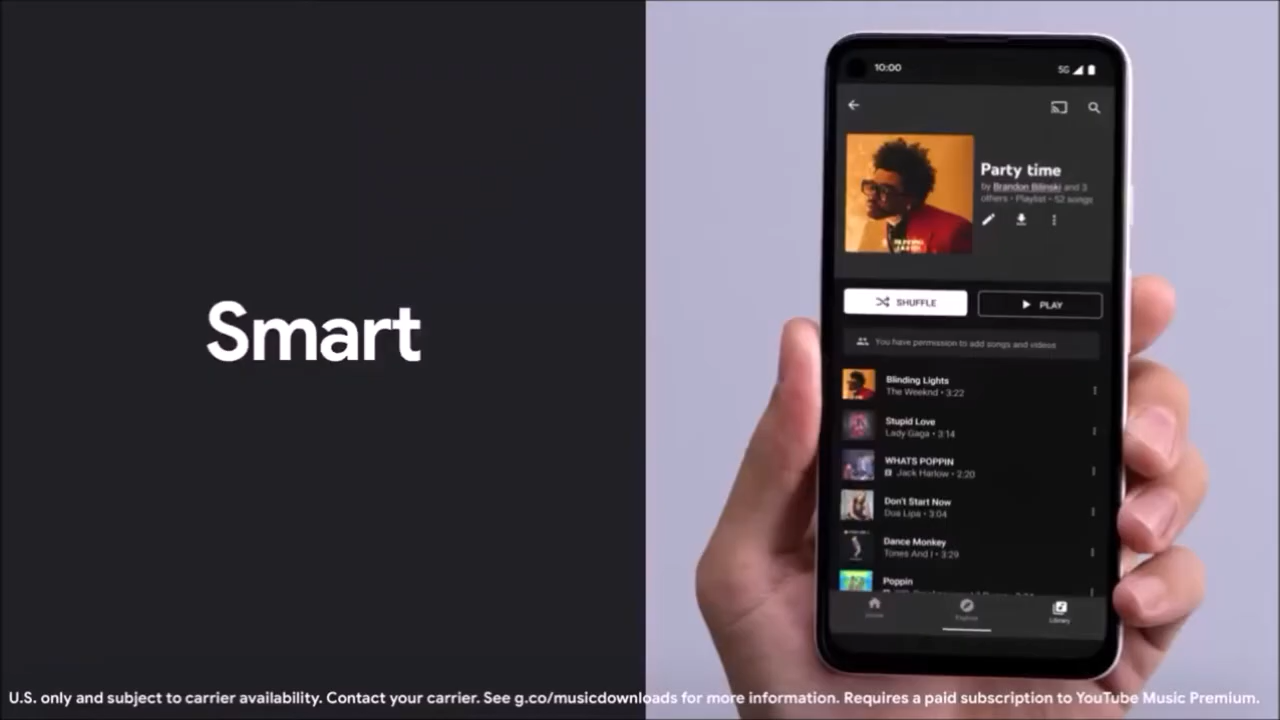 Smart
10:00
5G
Party time
by Brandon Bilinski and 3
others • Playlist • 52 songs
SHUFFLE
PLAY
You have permission to add songs and videos
Blinding Lights
The Weeknd • 3:22
Stupid Love
Lady Gaga • 3:14
WHATS POPPIN
E Jack Harlow • 2:20
Don't Start Now
Dua Lipa • 3:04
Dance Monkey
Tones And I • 3:29
Poppin
Home
Explore
Library
U.S. only and subject to carrier availability. Contact your carrier. See g.co/musicdownloads for more information. Requires a paid subscription to YouTube Music Premium.